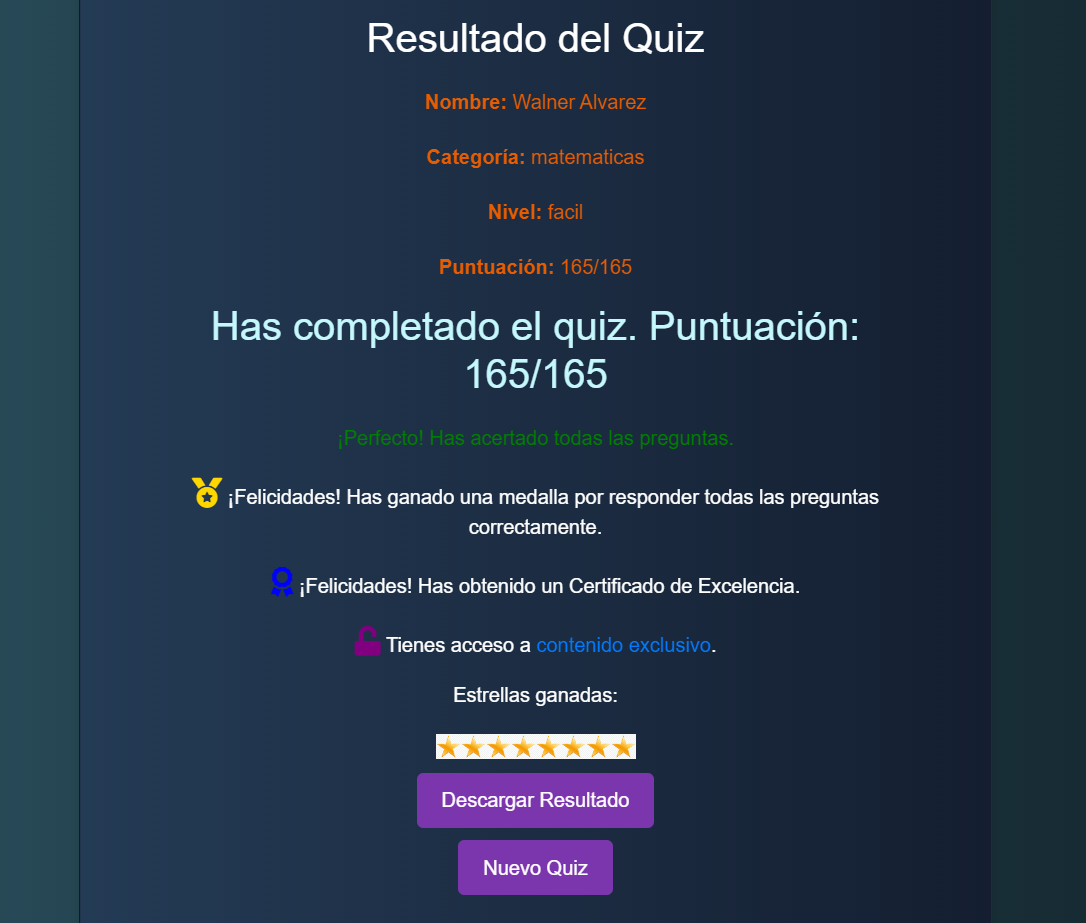 Resultado del Quiz
Nombre: Walner Alvarez
Categoría: matematicas
Nivel: facil
Puntuación: 165/165
Has completado el quiz. Puntuación:
165/165
¡Perfecto! Has acertado todas las preguntas.
¡Felicidades! Has ganado una medalla por responder todas las preguntas
correctamente.
¡Felicidades! Has obtenido un Certificado de Excelencia.
Tienes acceso a contenido exclusivo.
Estrellas ganadas:
Descargar Resultado
Nuevo Quiz